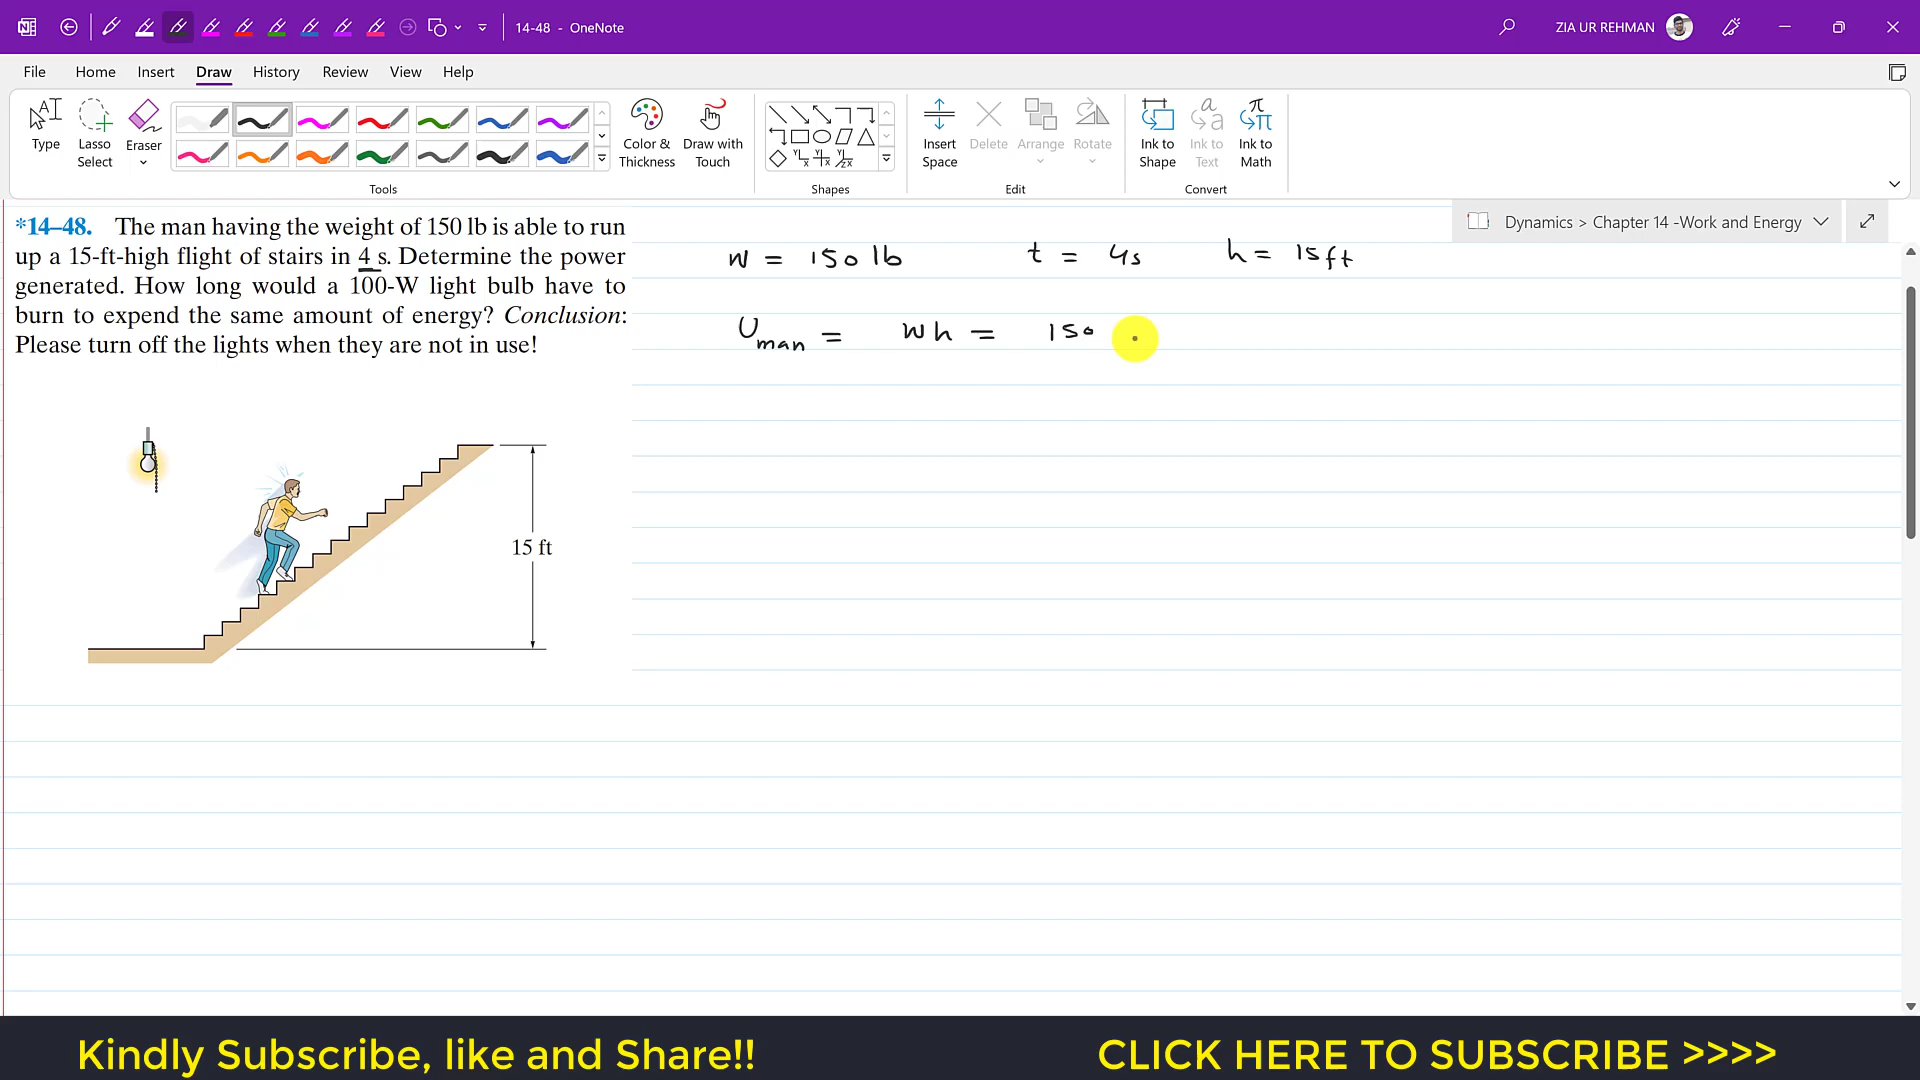 14-48 - OneNote
ZIA UR REHMAN
File Home Insert Draw History Review View Help
Type
Lasso Select
Eraser
Color & Thickness
Draw with Touch
Insert Space
Delete
Arrange
Rotate
Ink to Shape
Ink to Text
Ink to Math
Tools
Shapes
Edit
Convert
Dynamics > Chapter 14 -Work and Energy
*14–48. The man having the weight of 150 lb is able to run
up a 15-ft-high flight of stairs in 4 s. Determine the power
generated. How long would a 100-W light bulb have to
burn to expend the same amount of energy? Conclusion:
Please turn off the lights when they are not in use!
W = 150 lb t = 4s h = 15ft
U man = Wh = 150 .
15 ft
Kindly Subscribe, like and Share!!
CLICK HERE TO SUBSCRIBE >>>>